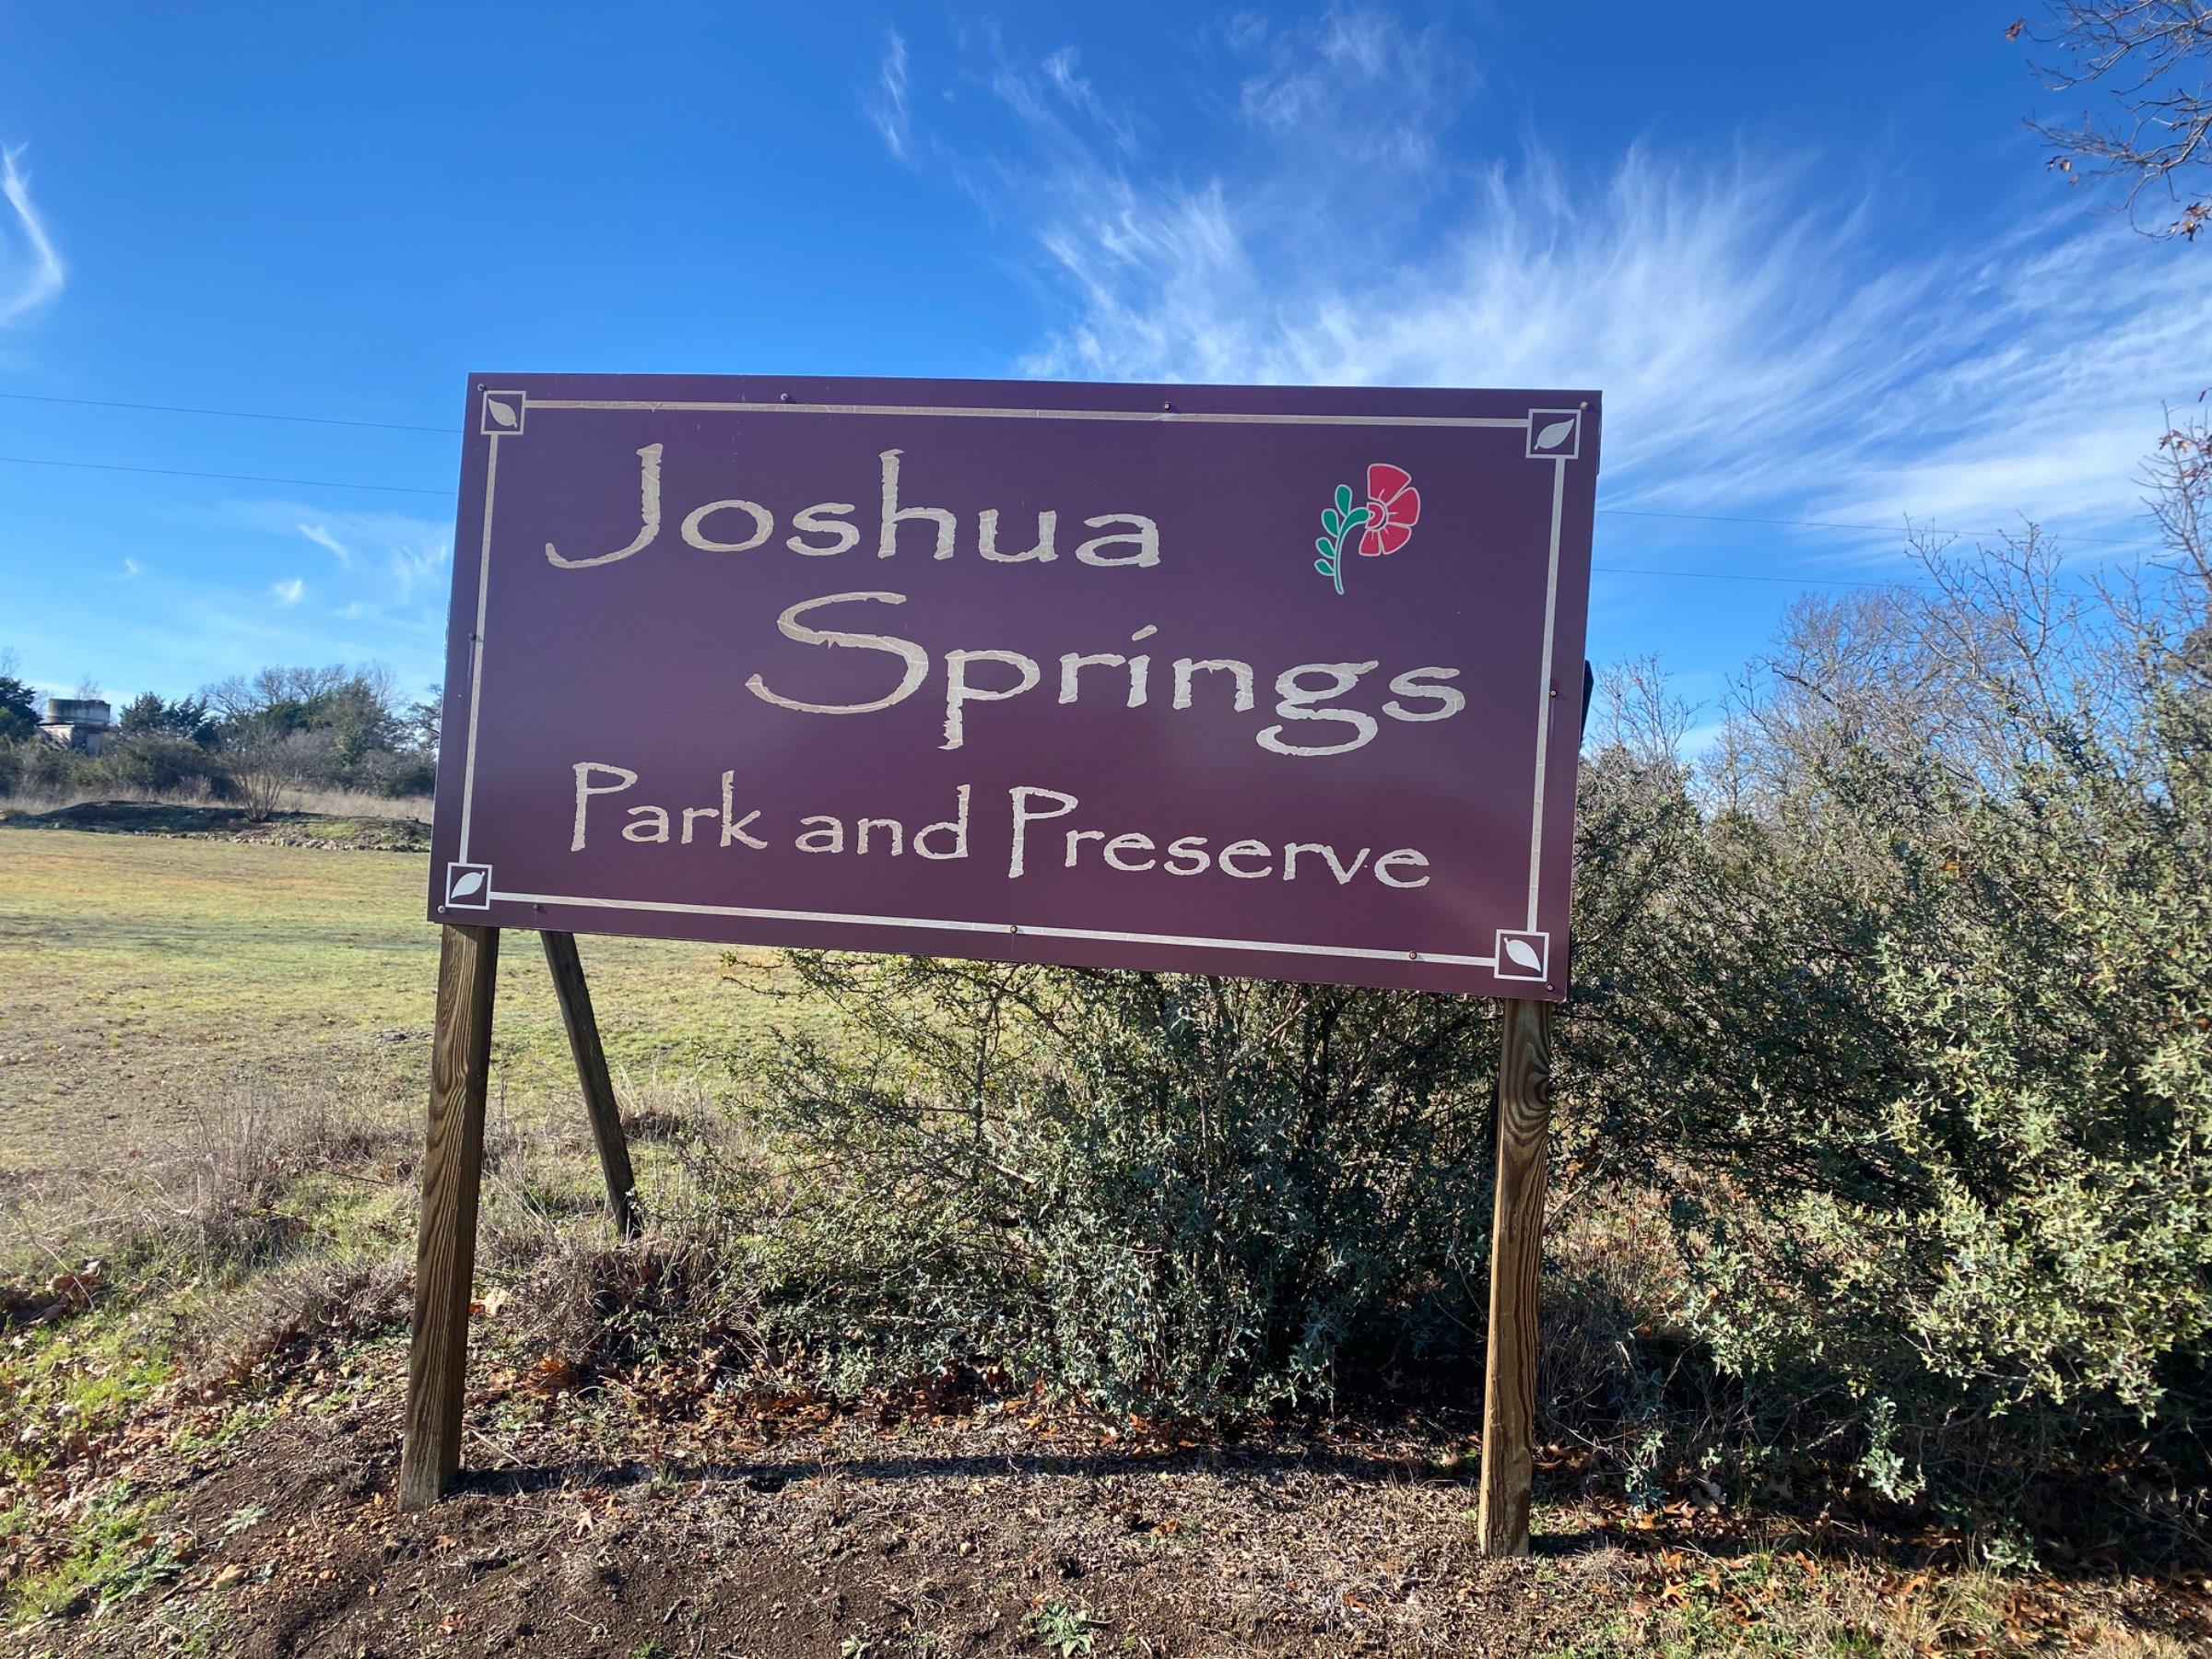 Joshua
Springs
Park and Preserve